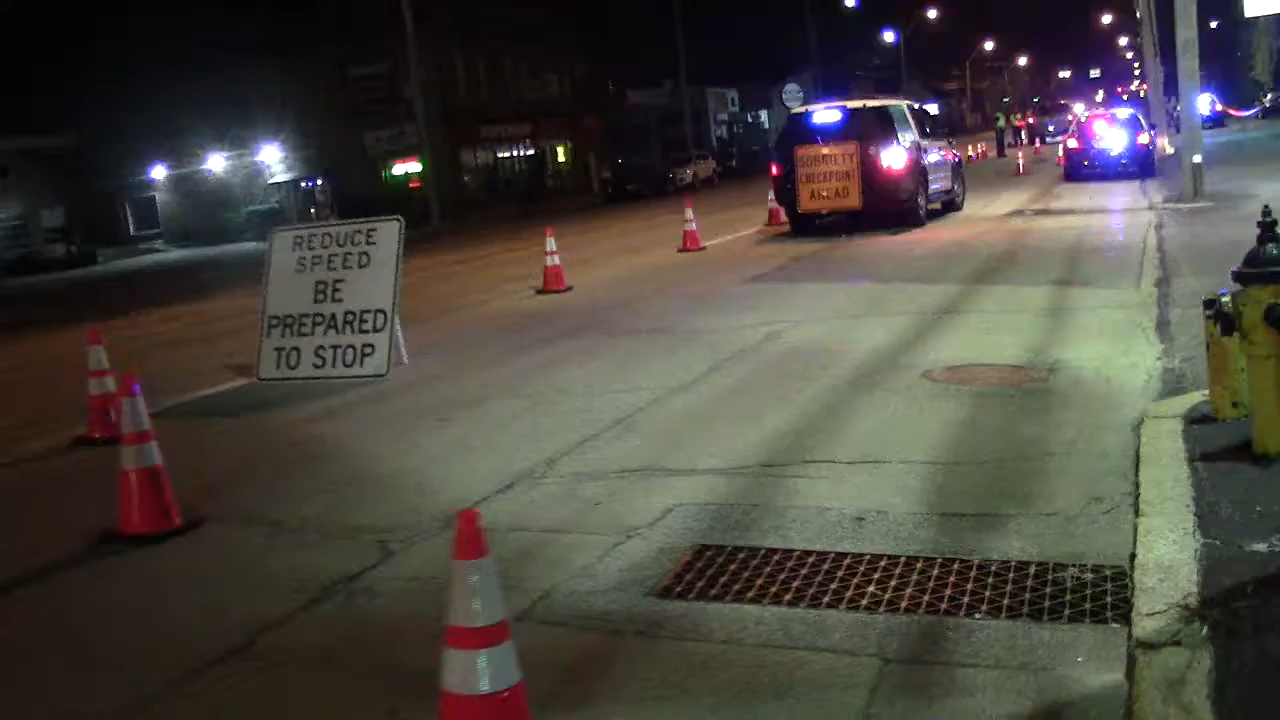 REDUCE
SPEED
BE
PREPARED
TO STOP
SOBRIETY
CHECKPOINT
AHEAD